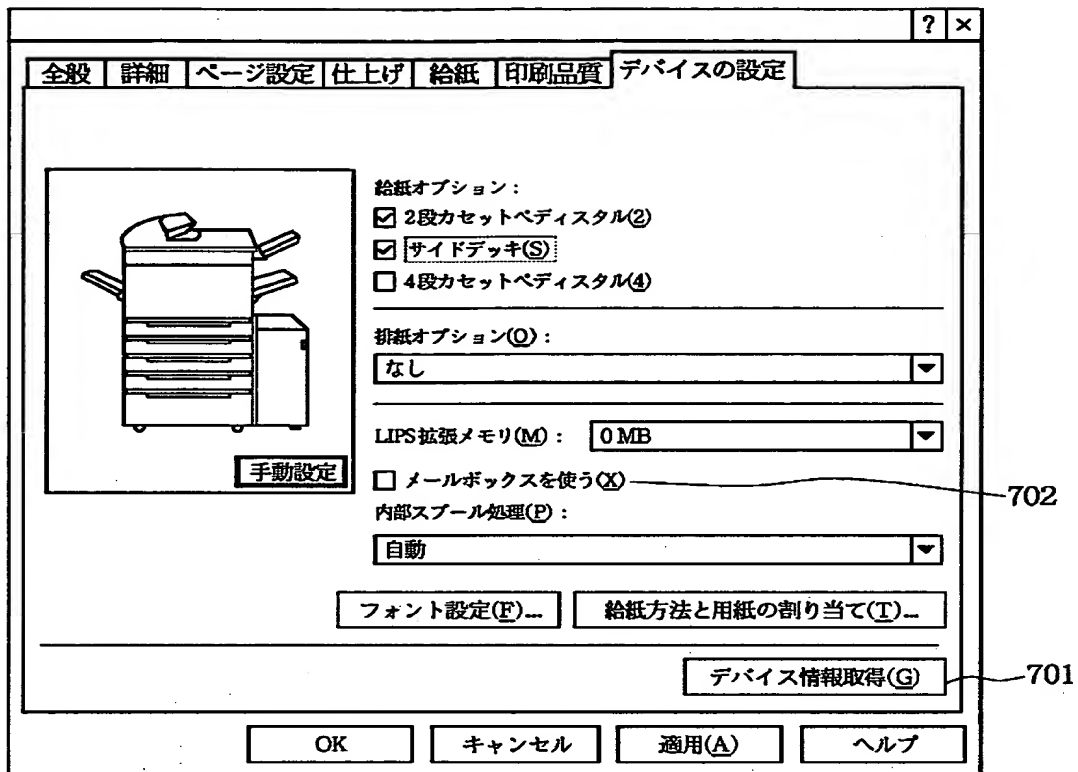 ? ×
全般 詳細 ページ設定 仕上げ 給紙 印刷品質 デバイスの設定
給紙オプション：
2段カセットペディスタル(2)
サイドデッキ(S)
4段カセットペディスタル(4)
排紙オプション(O)：
なし
LIPS拡張メモリ(M)： 0 MB
手動設定
メールボックスを使う(X)
702
内部スプール処理(P)：
自動
フォント設定(F)... 給紙方法と用紙の割り当て(T)...
デバイス情報取得(G)
701
OK キャンセル 適用(A) ヘルプ